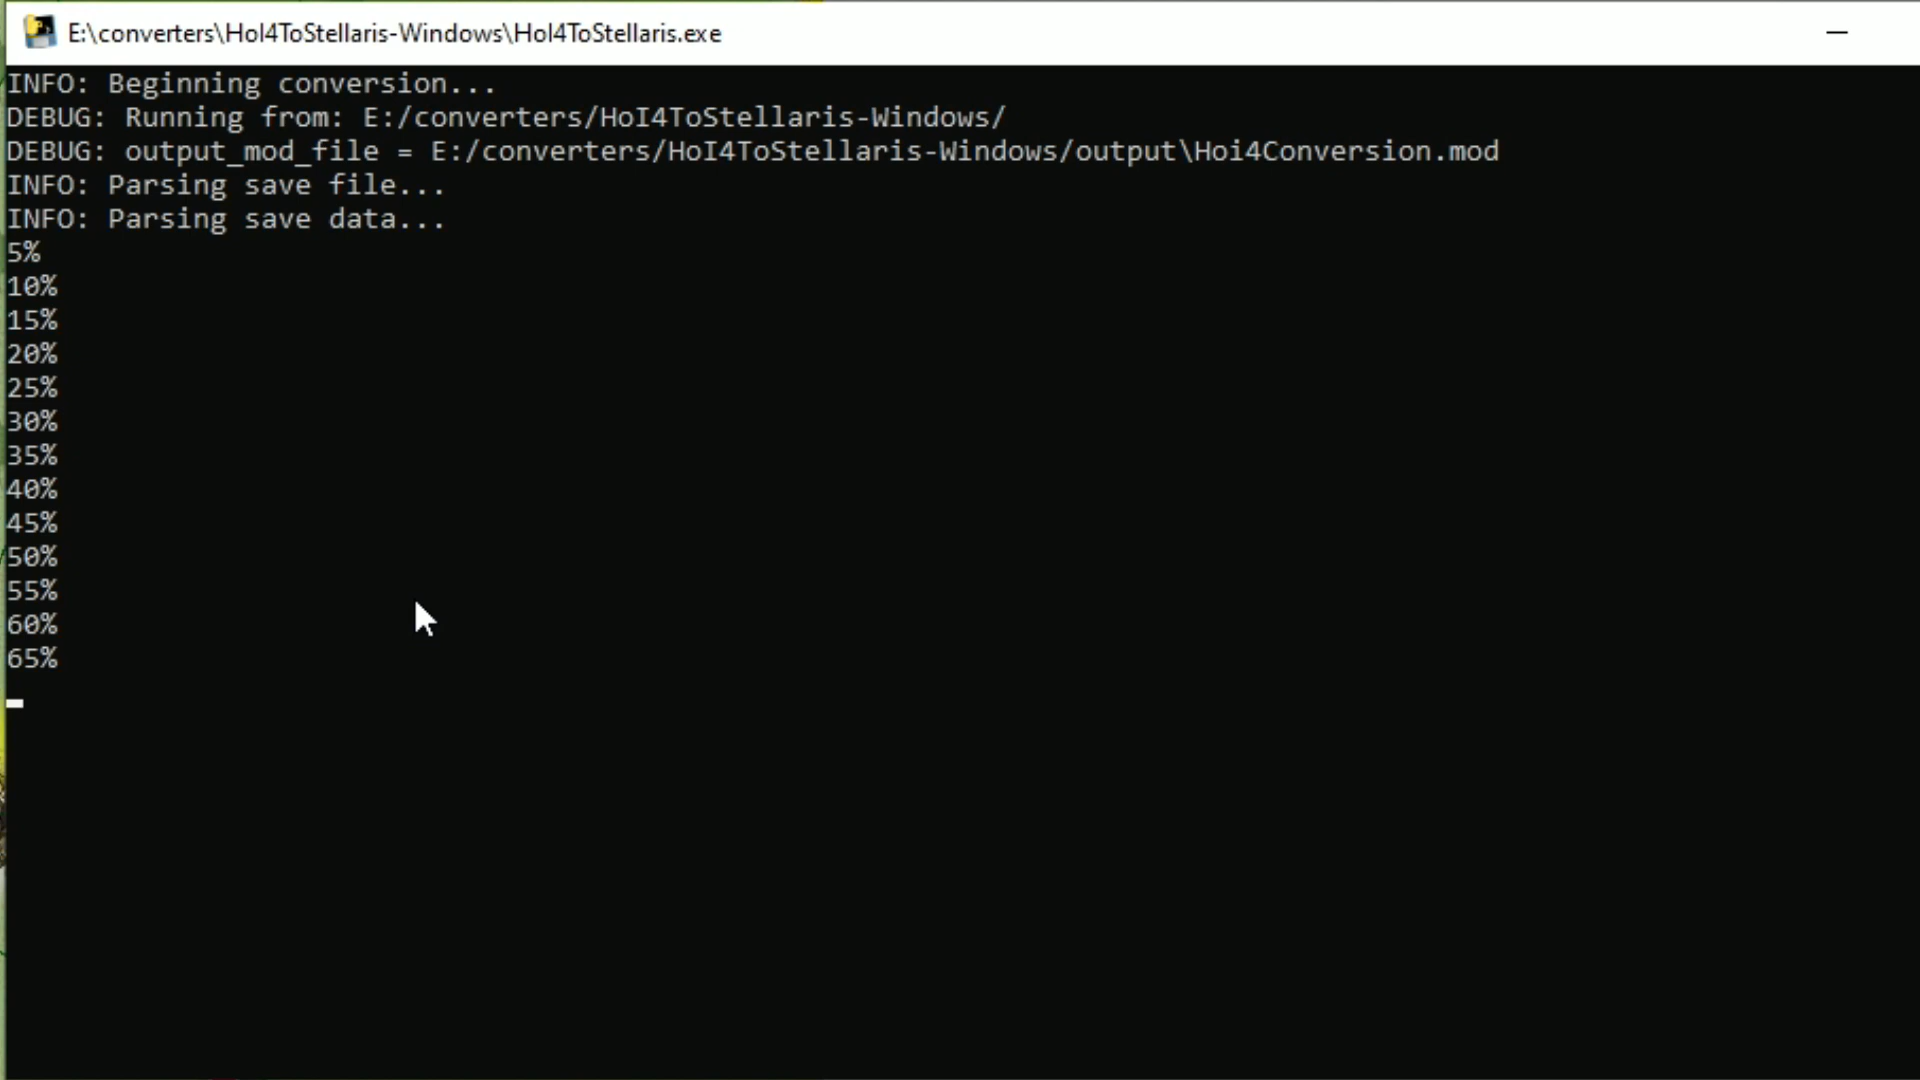 E:\converters\HoI4ToStellaris-Windows\HoI4ToStellaris.exe
INFO: Beginning conversion...
DEBUG: Running from: E:/converters/HoI4ToStellaris-Windows/
DEBUG: output_mod_file = E:/converters/HoI4ToStellaris-Windows/output\Hoi4Conversion.mod
INFO: Parsing save file...
INFO: Parsing save data...
5%
10%
15%
20%
25%
30%
35%
40%
45%
50%
55%
60%
65%